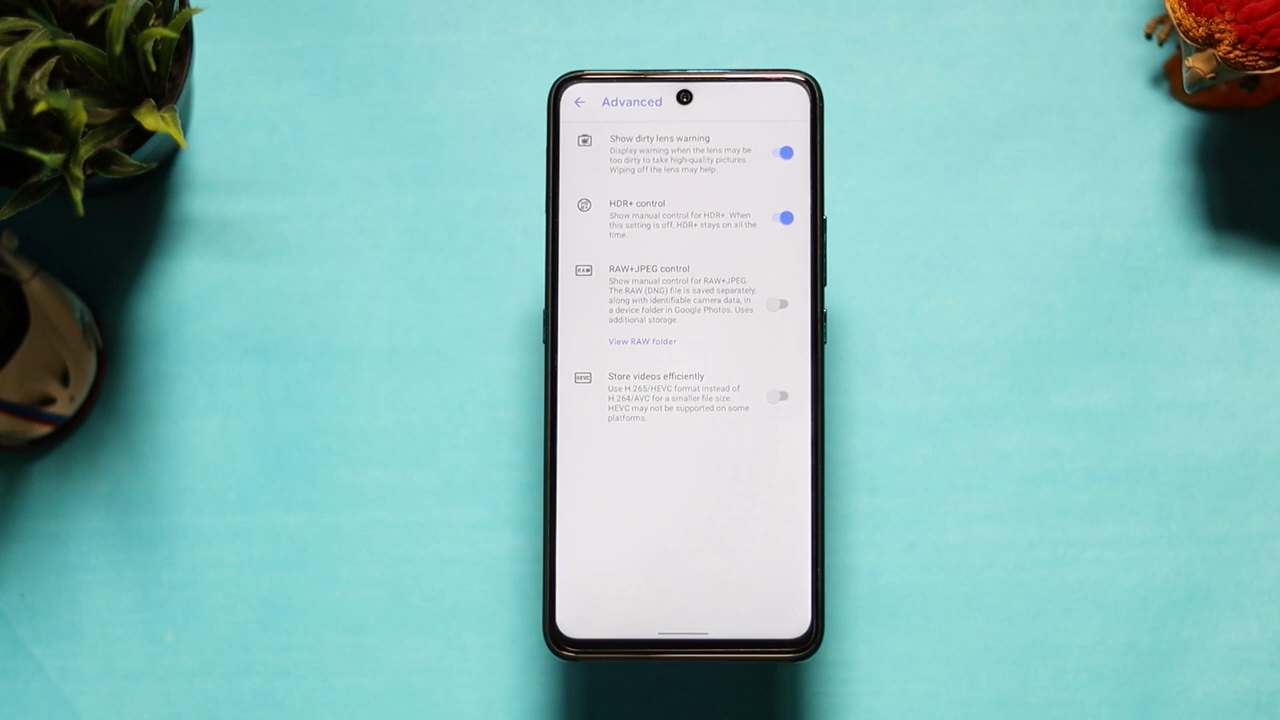 Advanced
Show dirty lens warning
Display warning when the lens may be
too dirty to take high-quality pictures.
Wiping off the lens may help.
HDR+ control
Show manual control for HDR+. When
this setting is off, HDR+ stays on all the
time.
RAW
RAW+JPEG control
Show manual control for RAW+JPEG.
The RAW (DNG) file is saved separately,
along with identifiable camera data, in
a device folder in Google Photos. Uses
additional storage.
View RAW folder
HEVC
Store videos efficiently
Use H.265/HEVC format instead of
H.264/AVC for a smaller file size.
HEVC may not be supported on some
platforms.